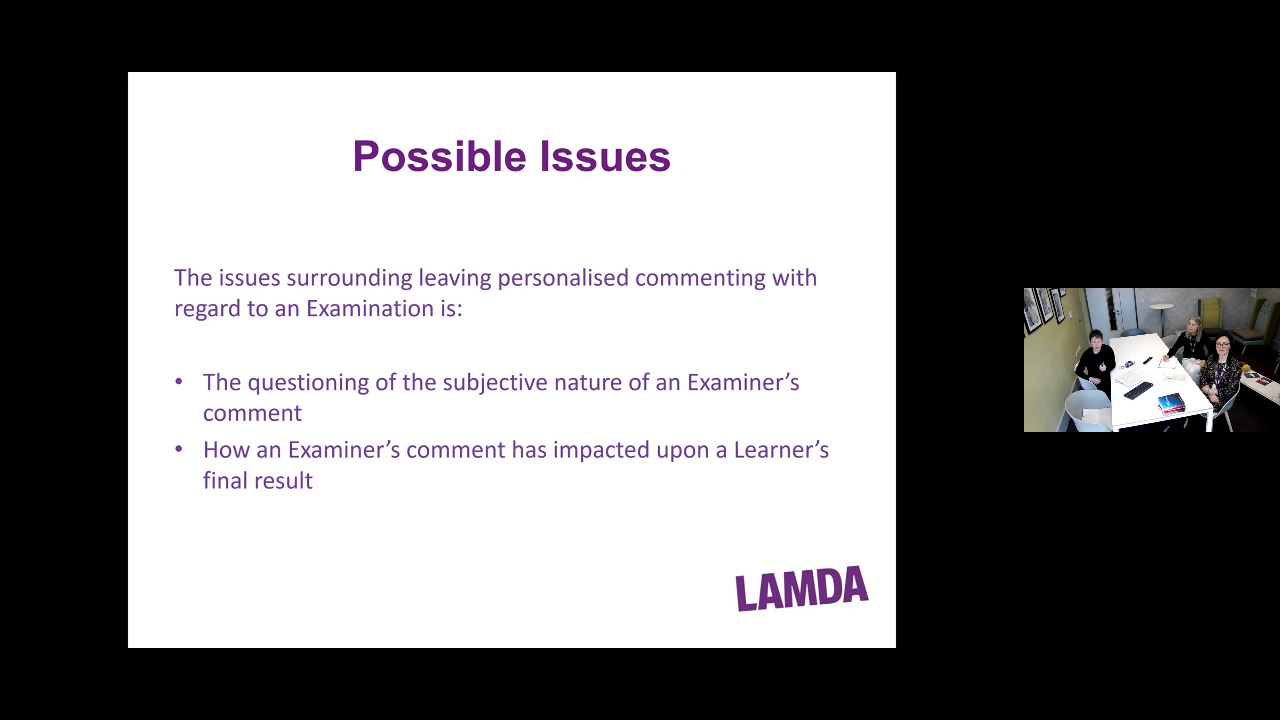 Possible Issues
The issues surrounding leaving personalised commenting with
regard to an Examination is:
• The questioning of the subjective nature of an Examiner’s
comment
• How an Examiner’s comment has impacted upon a Learner’s
final result
LAMDA